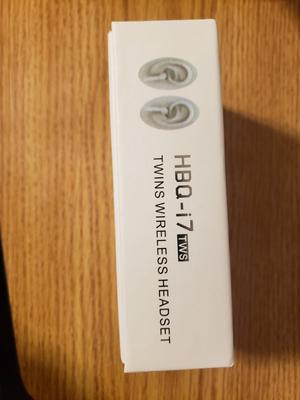 HBQ-i7 TWS
TWINS WIRELESS HEADSET